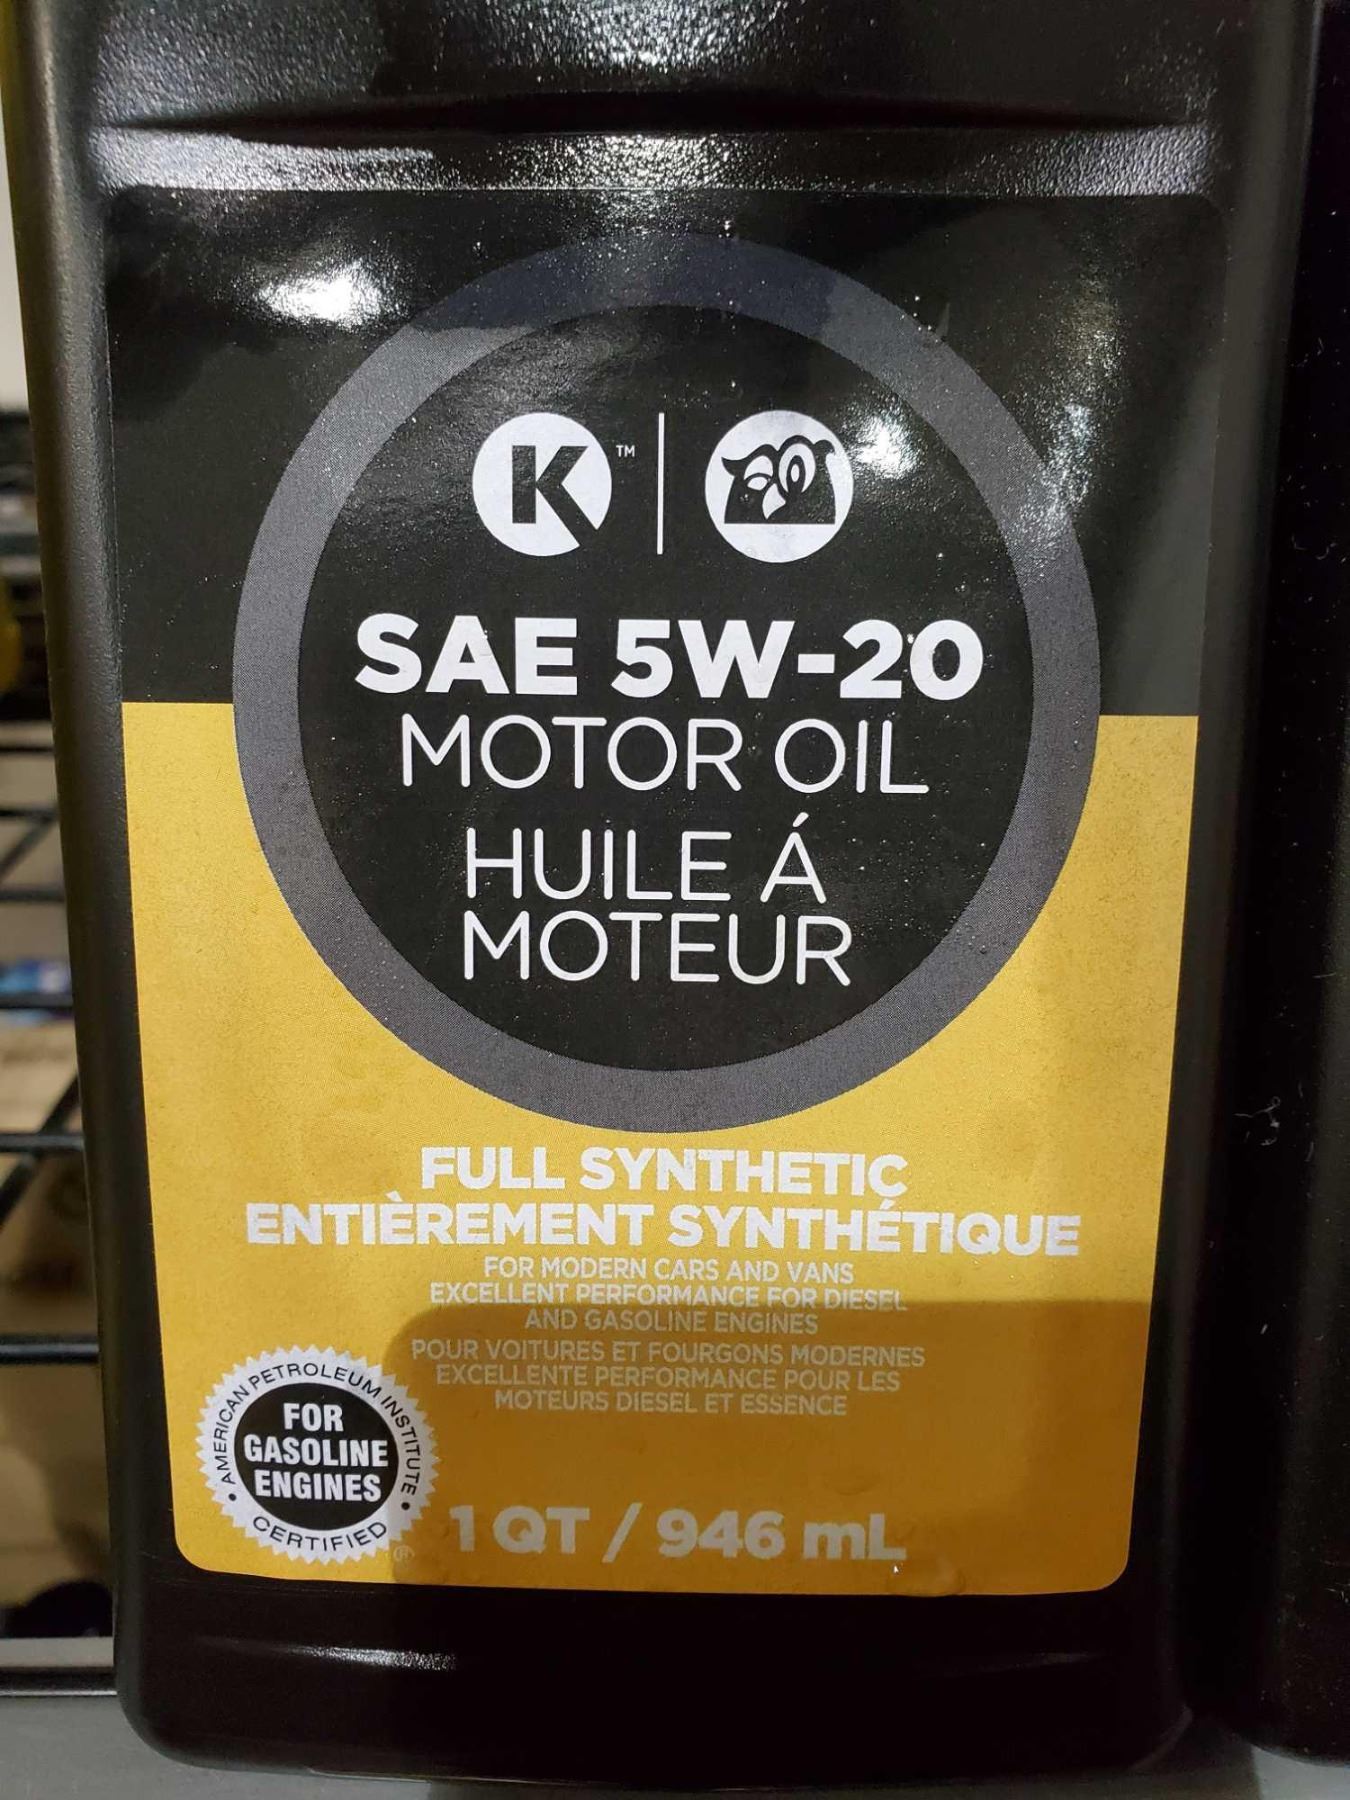 K™
SAE 5W-20
MOTOR OIL
HUILE Á
MOTEUR
FULL SYNTHETIC
ENTIÈREMENT SYNTHÉTIQUE
FOR MODERN CARS AND VANS
EXCELLENT PERFORMANCE FOR DIESEL
AND GASOLINE ENGINES
POUR VOITURES ET FOURGONS MODERNES
EXCELLENTE PERFORMANCE POUR LES
MOTEURS DIESEL ET ESSENCE
AMERICAN PETROLEUM INSTITUTE
FOR
GASOLINE
ENGINES
CERTIFIED
®
1 QT / 946 mL